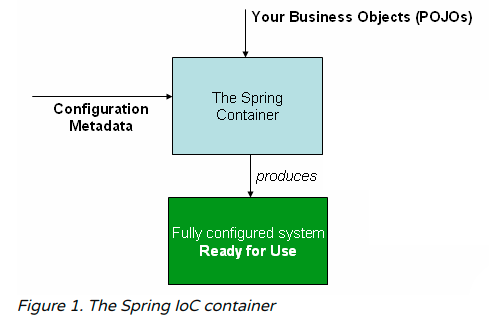 Your Business Objects (POJOs)
The Spring
Container
Configuration
Metadata
produces
Fully configured system
Ready for Use
Figure 1. The Spring IoC container